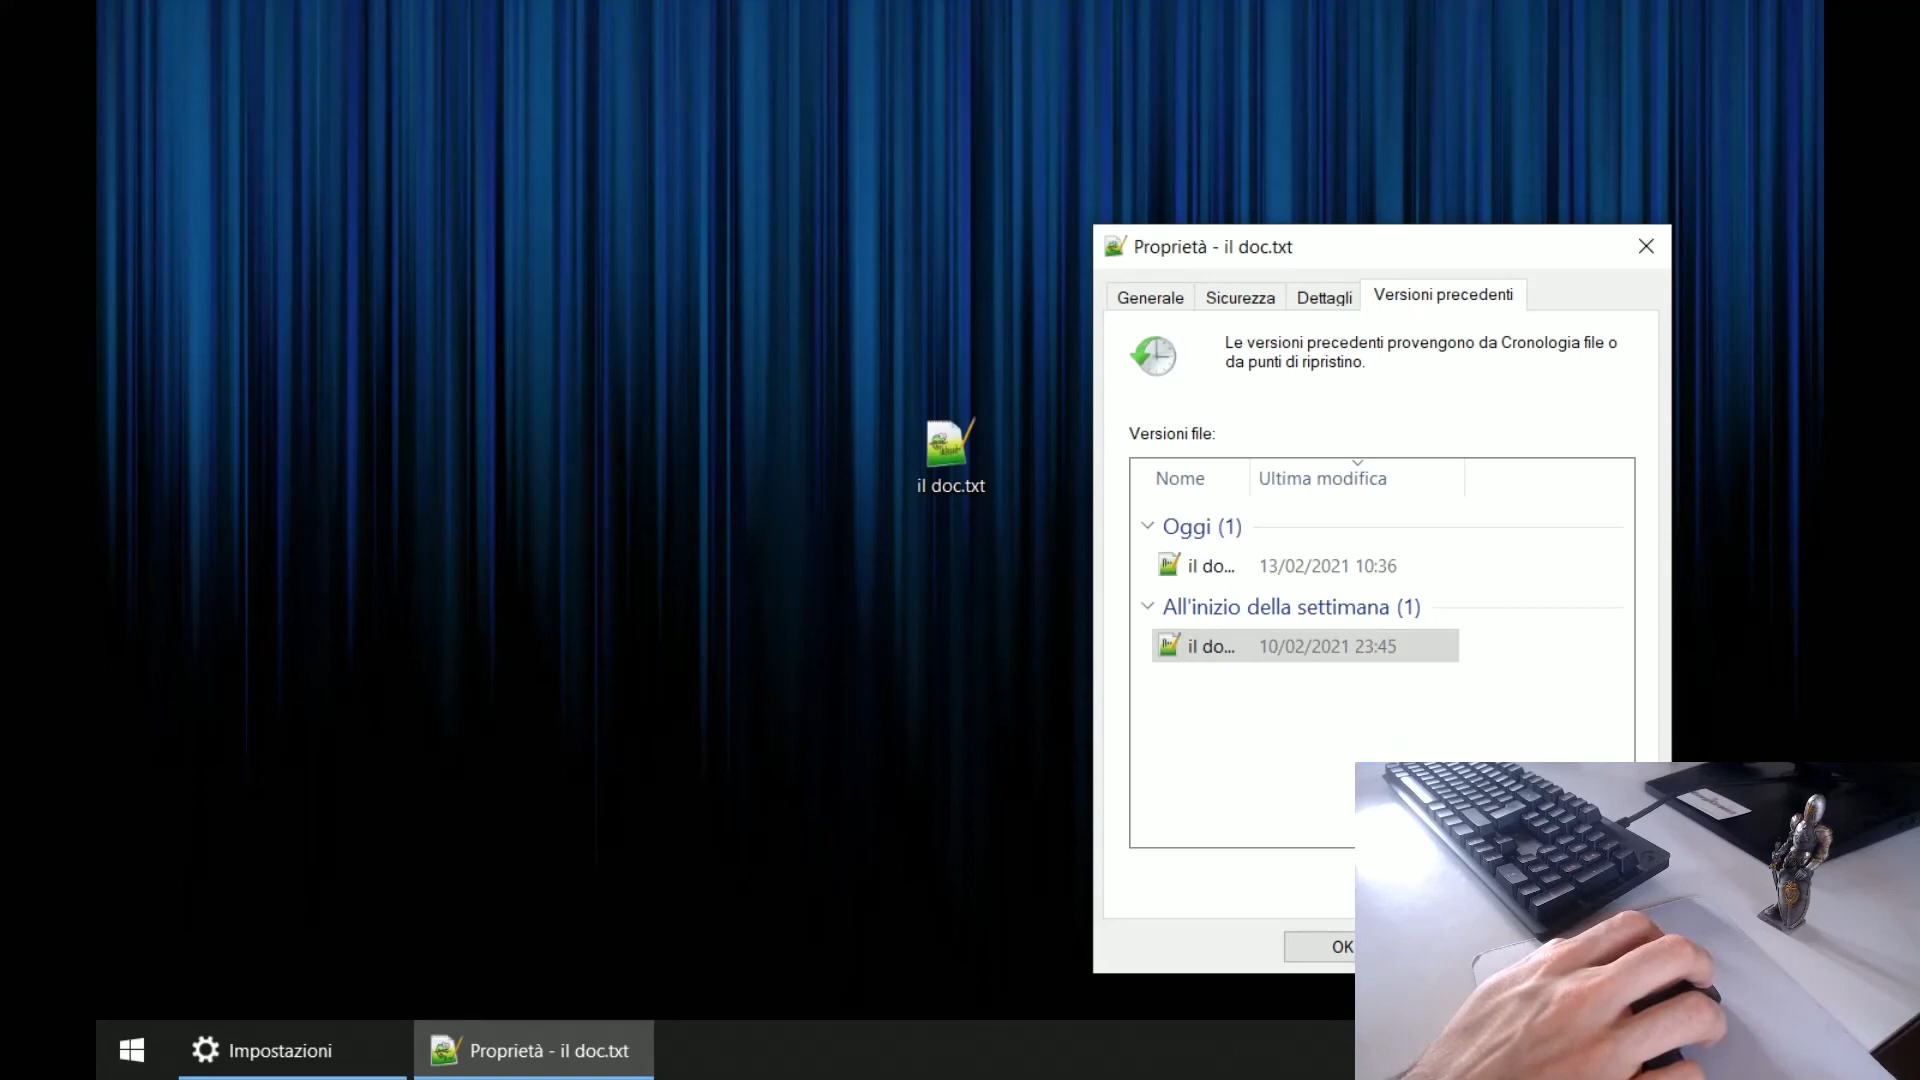 Proprietà - il doc.txt
Generale
Sicurezza
Dettagli
Versioni precedenti
Le versioni precedenti provengono da Cronologia file o
da punti di ripristino.
Versioni file:
Nome
Ultima modifica
Oggi (1)
il do...
13/02/2021 10:36
All'inizio della settimana (1)
il do...
10/02/2021 23:45
OK
il doc.txt
Impostazioni
Proprietà - il doc.txt